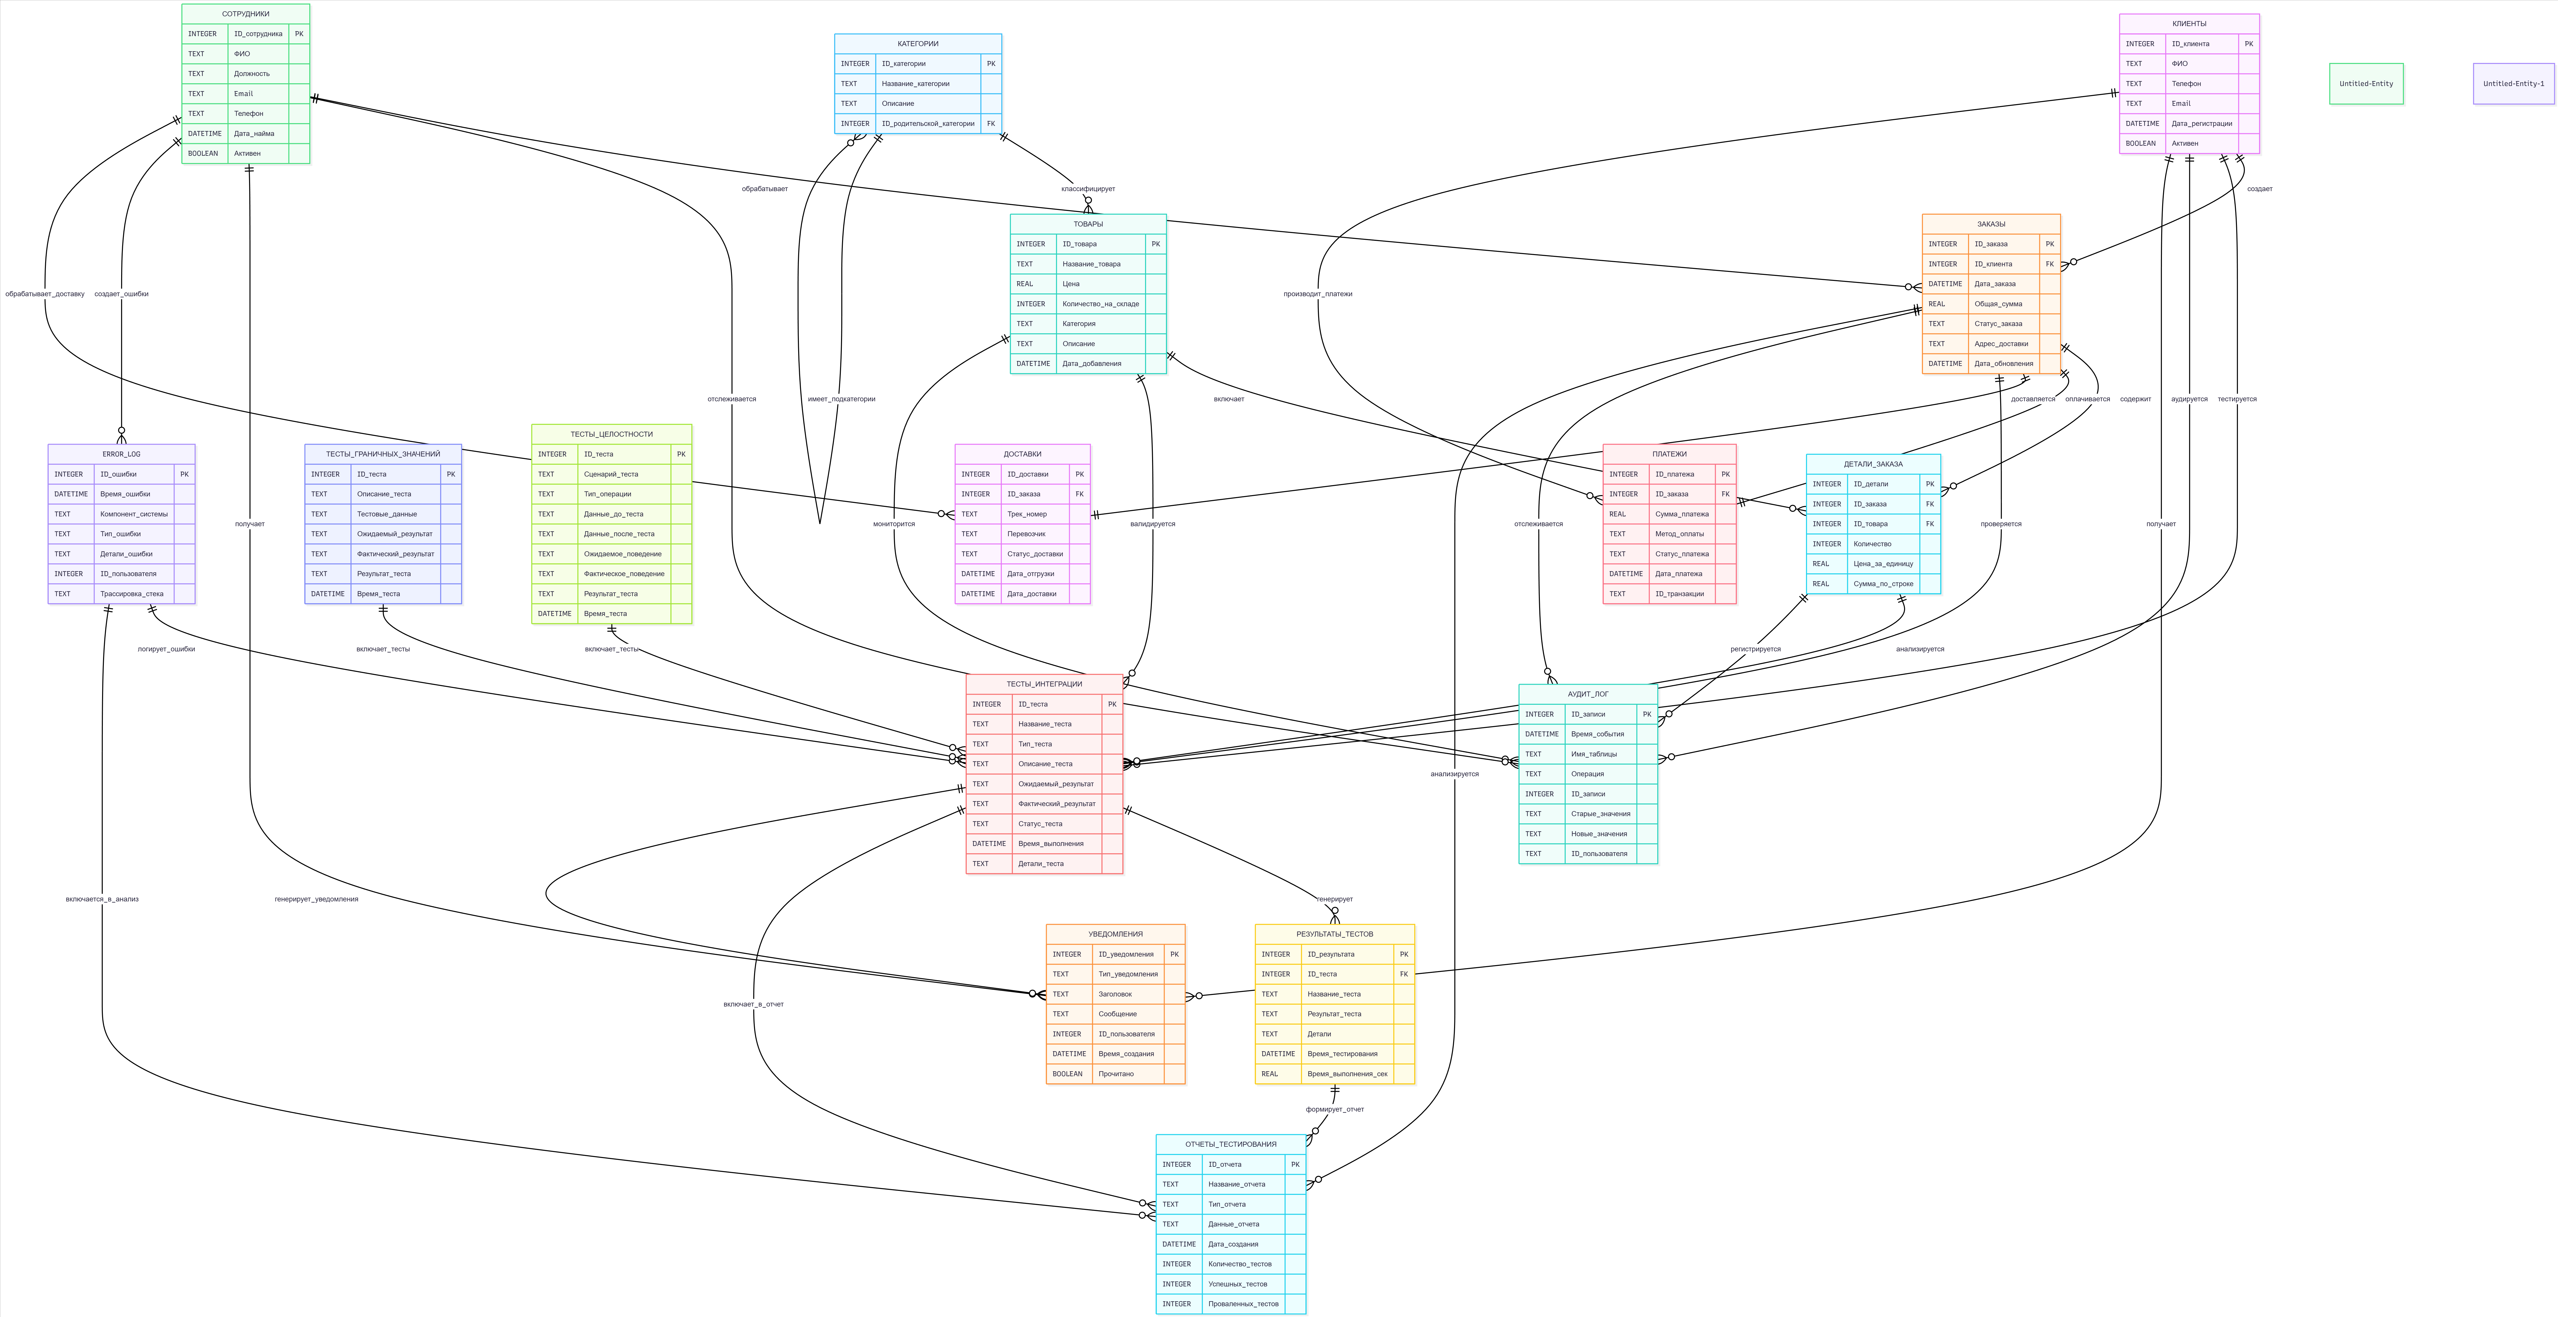 СОТРУДНИКИ
INTEGER ID_сотрудника PK
TEXT ФИО
TEXT Должность
TEXT Email
TEXT Телефон
DATETIME Дата_найма
BOOLEAN Активен
КАТЕГОРИИ
INTEGER ID_категории PK
TEXT Название_категории
TEXT Описание
INTEGER ID_родительской_категории FK
КЛИЕНТЫ
INTEGER ID_клиента PK
TEXT ФИО
TEXT Телефон
TEXT Email
DATETIME Дата_регистрации
BOOLEAN Активен
Untitled-Entity
Untitled-Entity-1
обрабатывает
классифицирует
создает
ТОВАРЫ
INTEGER ID_товара PK
TEXT Название_товара
REAL Цена
INTEGER Количество_на_складе
TEXT Категория
TEXT Описание
DATETIME Дата_добавления
ЗАКАЗЫ
INTEGER ID_заказа PK
INTEGER ID_клиента FK
DATETIME Дата_заказа
REAL Общая_сумма
TEXT Статус_заказа
TEXT Адрес_доставки
DATETIME Дата_обновления
обрабатывает_доставку
создает_ошибки
производит_платежи
отслеживается
имеет_подкатегории
включает
доставляется
оплачивается
содержит
аудируется
тестируется
ERROR_LOG
INTEGER ID_ошибки PK
DATETIME Время_ошибки
TEXT Компонент_системы
TEXT Тип_ошибки
TEXT Детали_ошибки
INTEGER ID_пользователя
TEXT Трассировка_стека
ТЕСТЫ_ГРАНИЧНЫХ_ЗНАЧЕНИЙ
INTEGER ID_теста PK
TEXT Описание_теста
TEXT Тестовые_данные
TEXT Ожидаемый_результат
TEXT Фактический_результат
TEXT Результат_теста
DATETIME Время_теста
ТЕСТЫ_ЦЕЛОСТНОСТИ
INTEGER ID_теста PK
TEXT Сценарий_теста
TEXT Тип_операции
TEXT Данные_до_теста
TEXT Данные_после_теста
TEXT Ожидаемое_поведение
TEXT Фактическое_поведение
TEXT Результат_теста
DATETIME Время_теста
ДОСТАВКИ
INTEGER ID_доставки PK
INTEGER ID_заказа FK
TEXT Трек_номер
TEXT Перевозчик
TEXT Статус_доставки
DATETIME Дата_отгрузки
DATETIME Дата_доставки
ПЛАТЕЖИ
INTEGER ID_платежа PK
INTEGER ID_заказа FK
REAL Сумма_платежа
TEXT Метод_оплаты
TEXT Статус_платежа
DATETIME Дата_платежа
TEXT ID_транзакции
ДЕТАЛИ_ЗАКАЗА
INTEGER ID_детали PK
INTEGER ID_заказа FK
INTEGER ID_товара FK
INTEGER Количество
REAL Цена_за_единицу
REAL Сумма_по_строке
получает
мониторится
валидируется
отслеживается
проверяется
получает
логирует_ошибки
включает_тесты
включает_тесты
регистрируется
анализируется
ТЕСТЫ_ИНТЕГРАЦИИ
INTEGER ID_теста PK
TEXT Название_теста
TEXT Тип_теста
TEXT Описание_теста
TEXT Ожидаемый_результат
TEXT Фактический_результат
TEXT Статус_теста
DATETIME Время_выполнения
TEXT Детали_теста
АУДИТ_ЛОГ
INTEGER ID_записи PK
DATETIME Время_события
TEXT Имя_таблицы
TEXT Операция
INTEGER ID_записи
TEXT Старые_значения
TEXT Новые_значения
TEXT ID_пользователя
анализируется
включается_в_анализ
генерирует_уведомления
генерирует
УВЕДОМЛЕНИЯ
INTEGER ID_уведомления PK
TEXT Тип_уведомления
TEXT Заголовок
TEXT Сообщение
INTEGER ID_пользователя
DATETIME Время_создания
BOOLEAN Прочитано
РЕЗУЛЬТАТЫ_ТЕСТОВ
INTEGER ID_результата PK
INTEGER ID_теста FK
TEXT Название_теста
TEXT Результат_теста
TEXT Детали
DATETIME Время_тестирования
REAL Время_выполнения_сек
включает_в_отчет
формирует_отчет
ОТЧЕТЫ_ТЕСТИРОВАНИЯ
INTEGER ID_отчета PK
TEXT Название_отчета
TEXT Тип_отчета
TEXT Данные_отчета
DATETIME Дата_создания
INTEGER Количество_тестов
INTEGER Успешных_тестов
INTEGER Проваленных_тестов